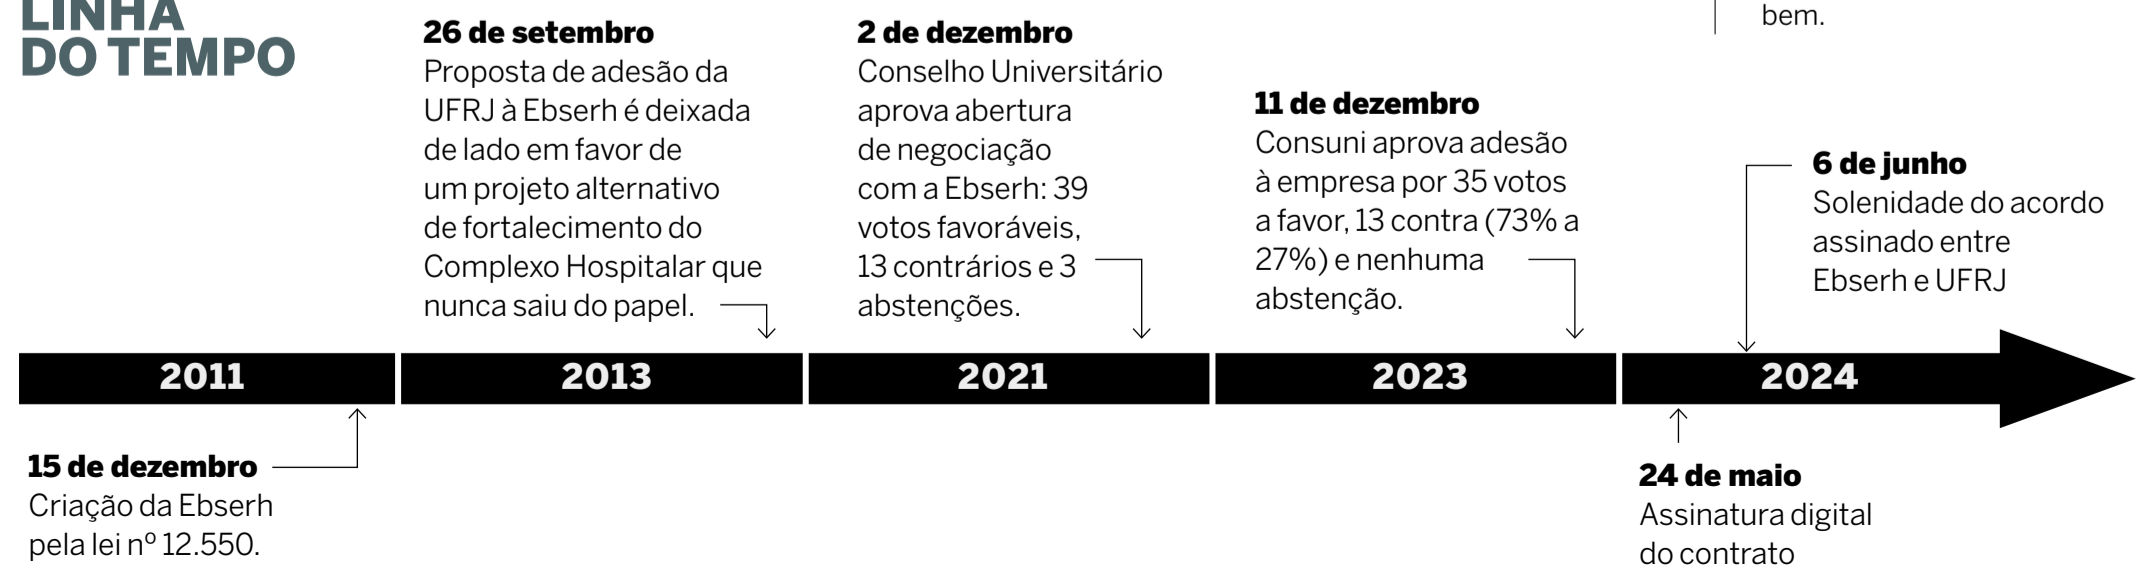 LINHA
DO TEMPO
26 de setembro
Proposta de adesão da
UFRJ à Ebserh é deixada
de lado em favor de
um projeto alternativo
de fortalecimento do
Complexo Hospitalar que
nunca saiu do papel.
2 de dezembro
Conselho Universitário
aprova abertura
de negociação
com a Ebserh: 39
votos favoráveis,
13 contrários e 3
abstenções.
11 de dezembro
Consuni aprova adesão
à empresa por 35 votos
a favor, 13 contra (73% a
27%) e nenhuma
abstenção.
bem.
6 de junho
Solenidade do acordo
assinado entre
Ebserh e UFRJ
2011
2013
2021
2023
2024
15 de dezembro
Criação da Ebserh
pela lei nº 12.550.
24 de maio
Assinatura digital
do contrato